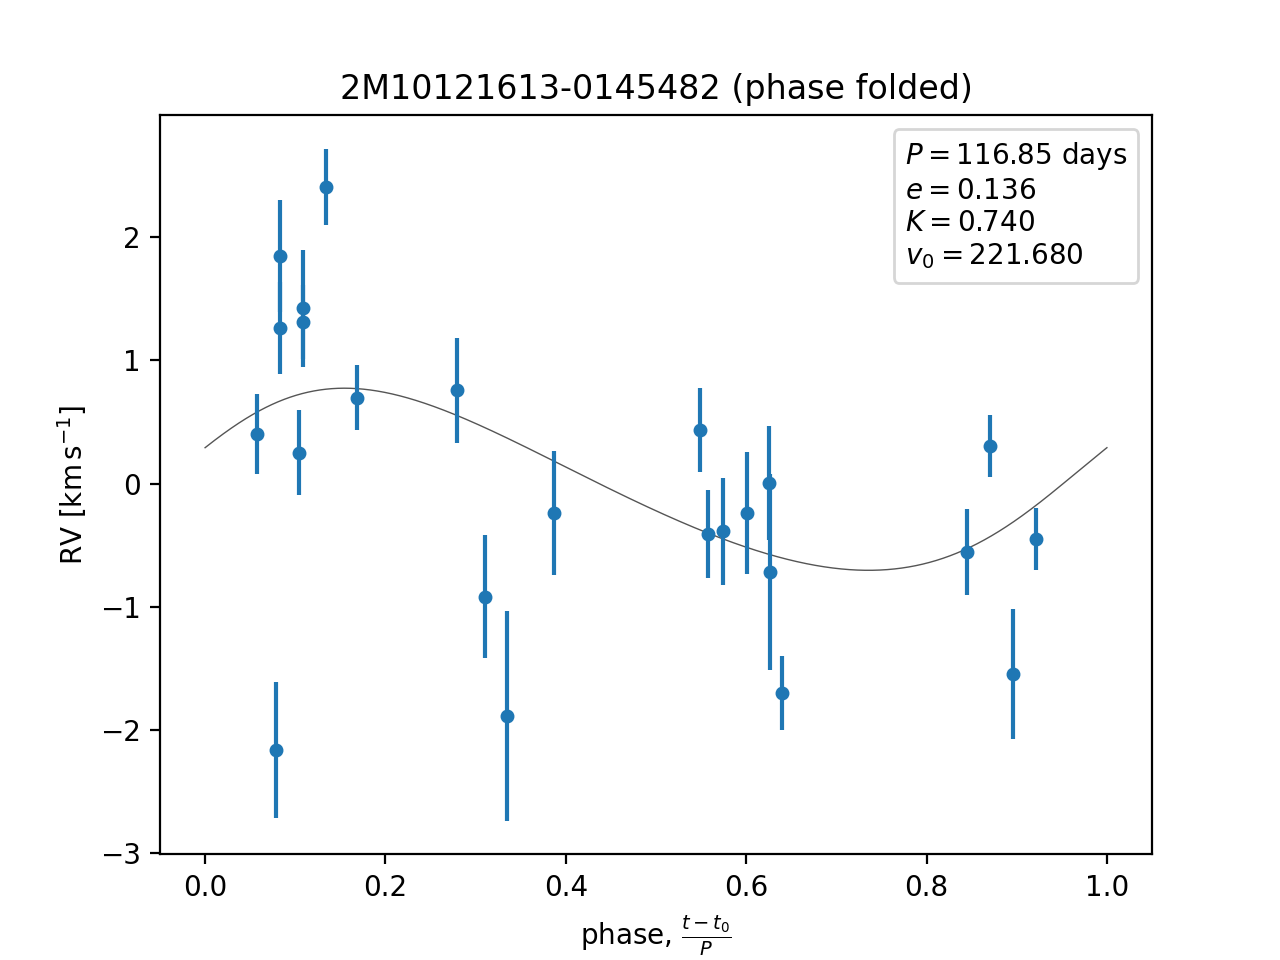 2M10121613-0145482 (phase folded)
P = 116.85 days
e = 0.136
K = 0.740
v₀ = 221.680
2
1
0
−1
−2
−3
RV [km s⁻¹]
0.0 0.2 0.4 0.6 0.8 1.0
phase, (t − t₀)/P